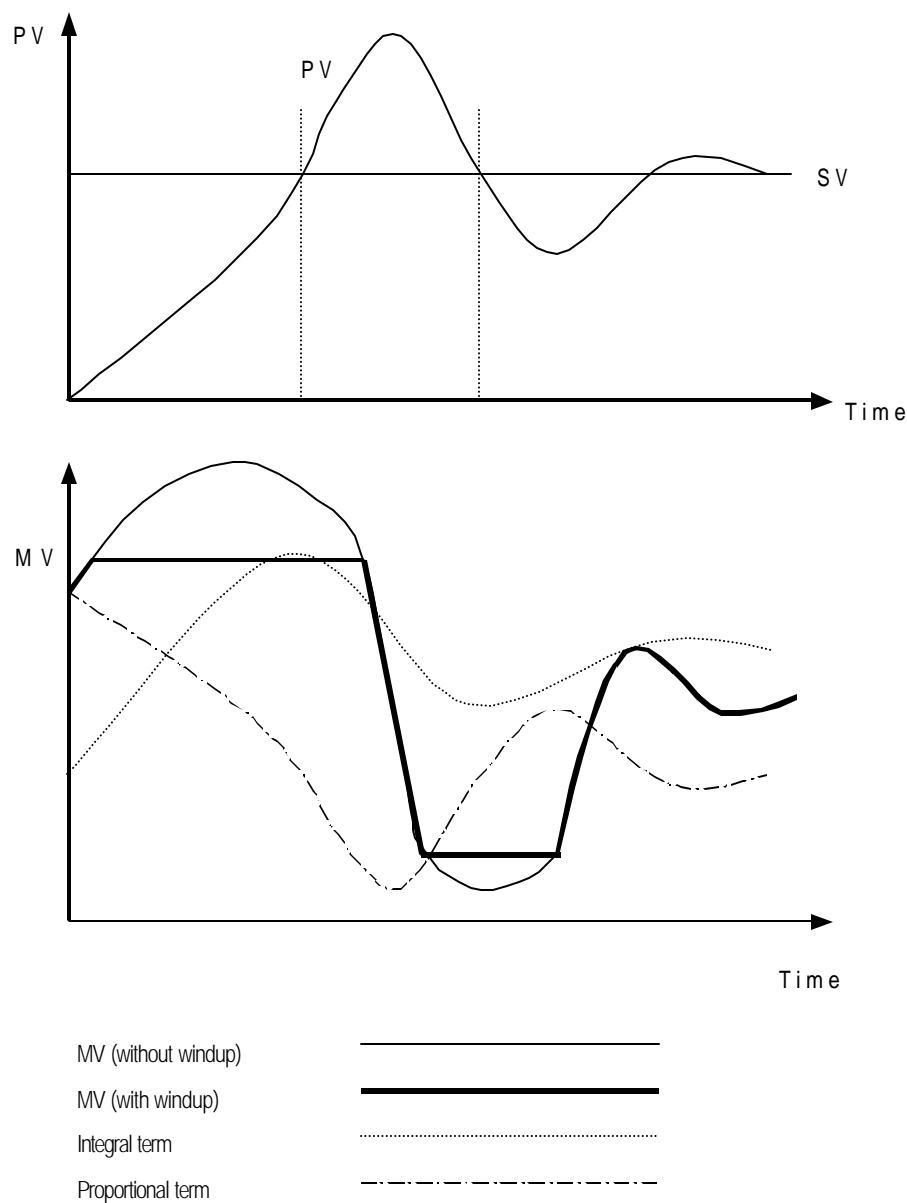 PV
PV
SV
Time
MV
Time
MV (without windup)
MV (with windup)
Integral term
Proportional term